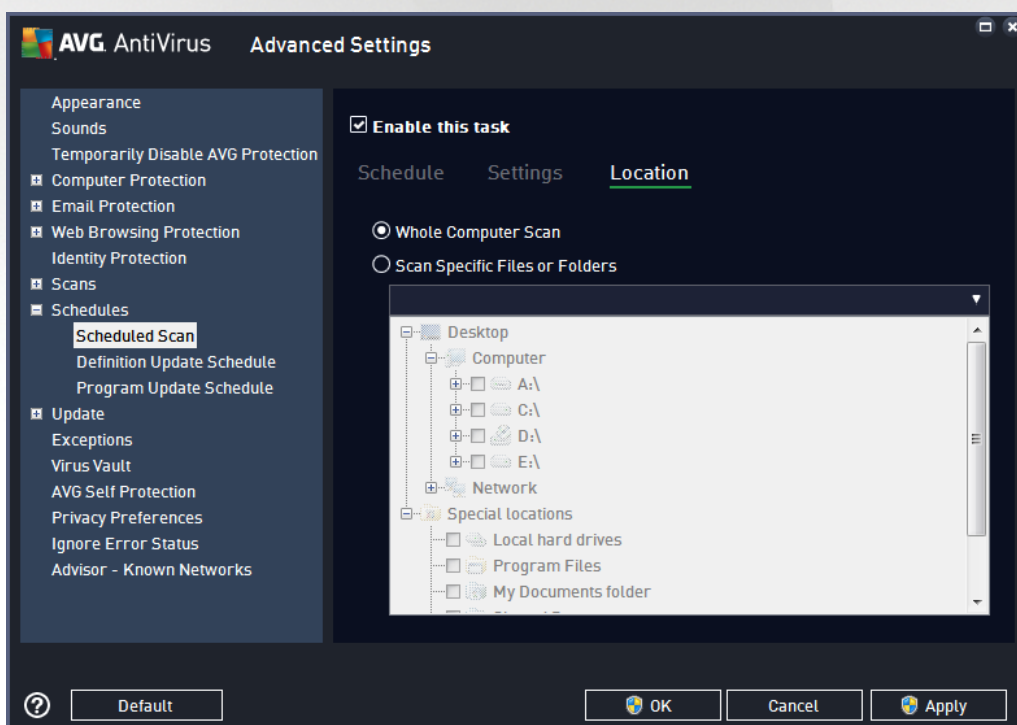 AVG. AntiVirus Advanced Settings
Appearance
Sounds
Temporarily Disable AVG Protection
Computer Protection
Email Protection
Web Browsing Protection
Identity Protection
Scans
Schedules
Scheduled Scan
Definition Update Schedule
Program Update Schedule
Update
Exceptions
Virus Vault
AVG Self Protection
Privacy Preferences
Ignore Error Status
Advisor - Known Networks
Enable this task
Schedule Settings Location
Whole Computer Scan
Scan Specific Files or Folders
Desktop
Computer
A:\
C:\
D:\
E:\
Network
Special locations
Local hard drives
Program Files
My Documents folder
Default OK Cancel Apply